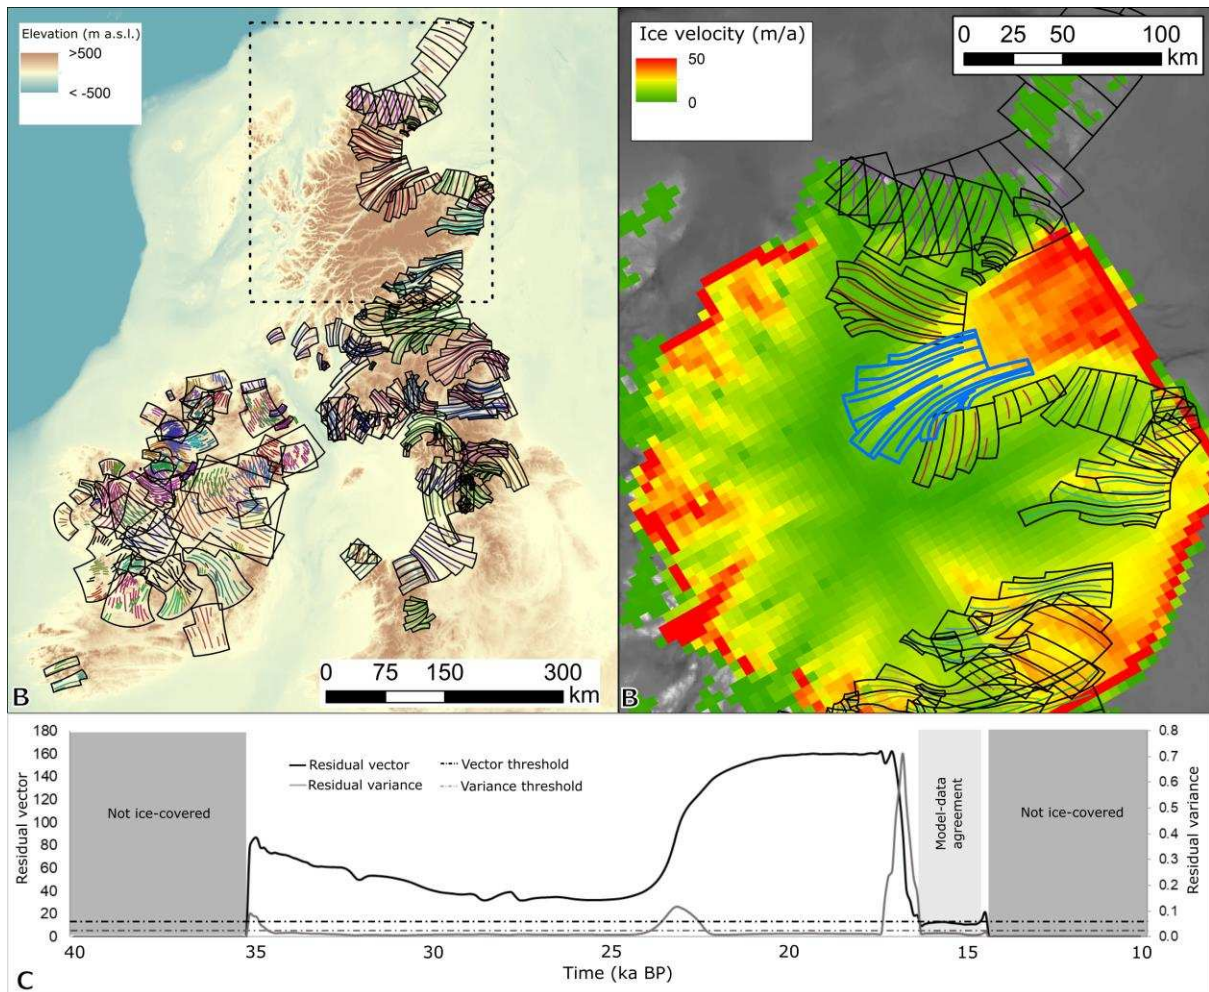 Elevation (m a.s.l.)
>500
< -500
B
0 75 150 300
km
Ice velocity (m/a)
50
0
0 25 50 100
km
B
180
160
140
120
100
80
60
40
20
0
Residual vector
Not ice-covered
Residual vector
Vector threshold
Residual variance
Variance threshold
Model-data
agreement
Not ice-covered
0.8
0.7
0.6
0.5
0.4
0.3
0.2
0.1
0.0
Residual variance
40 35 30 25 20 15 10
Time (ka BP)
C